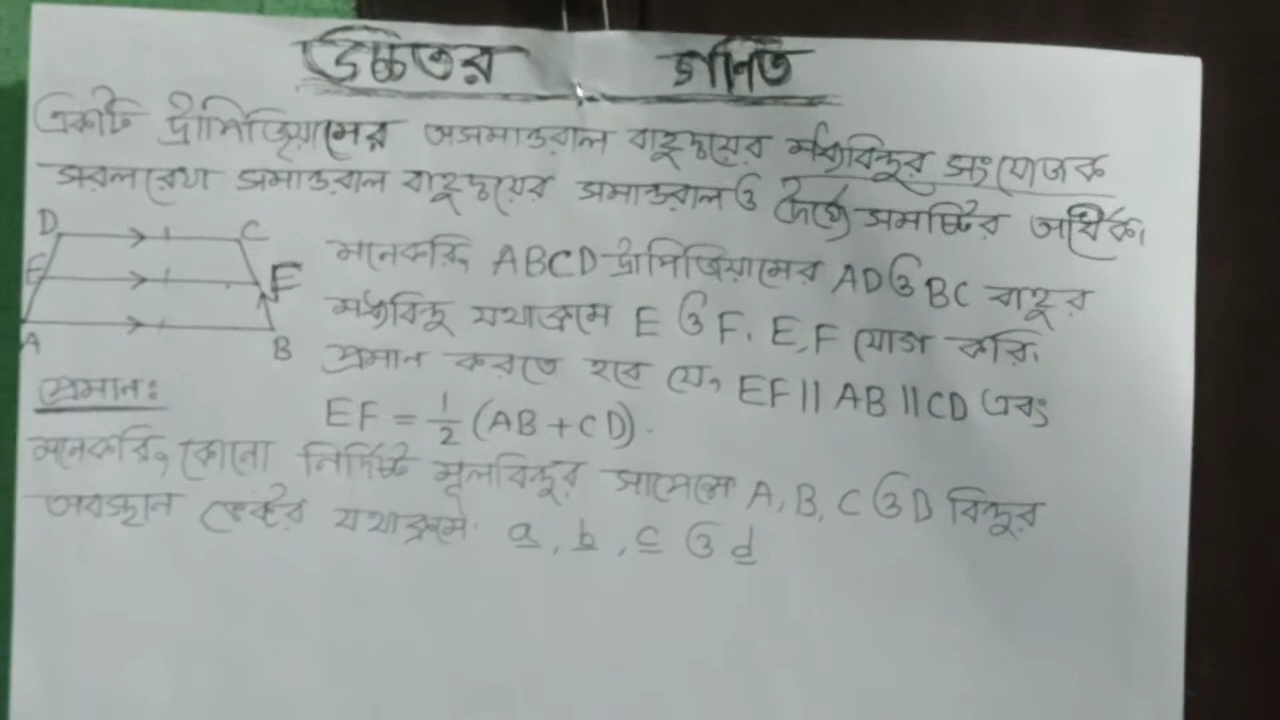 উচ্চতর গনিত
একটি ট্রাপিজিয়ামের অসমান্তরাল বাহুদ্বয়ের মধ্যবিন্দুর সংযোজক
সরলরেখা সমান্তরাল বাহুদ্বয়ের সমান্তরাল ও দৈর্ঘ্যে সমষ্টির অর্ধেক।
D C
E F
A B
মনেকরি, ABCD ট্রাপিজিয়ামের AD ও BC বাহুর
মধ্যবিন্দু যথাক্রমে E ও F. E, F যোগ করি।
প্রমান করতে হবে যে, EF || AB || CD এবং
EF = 1/2 (AB + CD).
প্রমান:
মনেকরি, কোনো নির্দিষ্ট মূলবিন্দুর সাপেক্ষে A, B, C ও D বিন্দুর
অবস্থান ভেক্টর যথাক্রমে a, b, c ও d